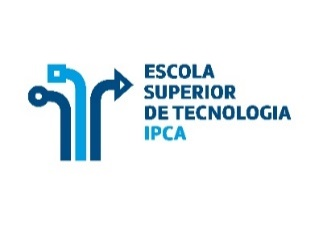 ESCOLA
SUPERIOR
DE TECNOLOGIA
IPCA